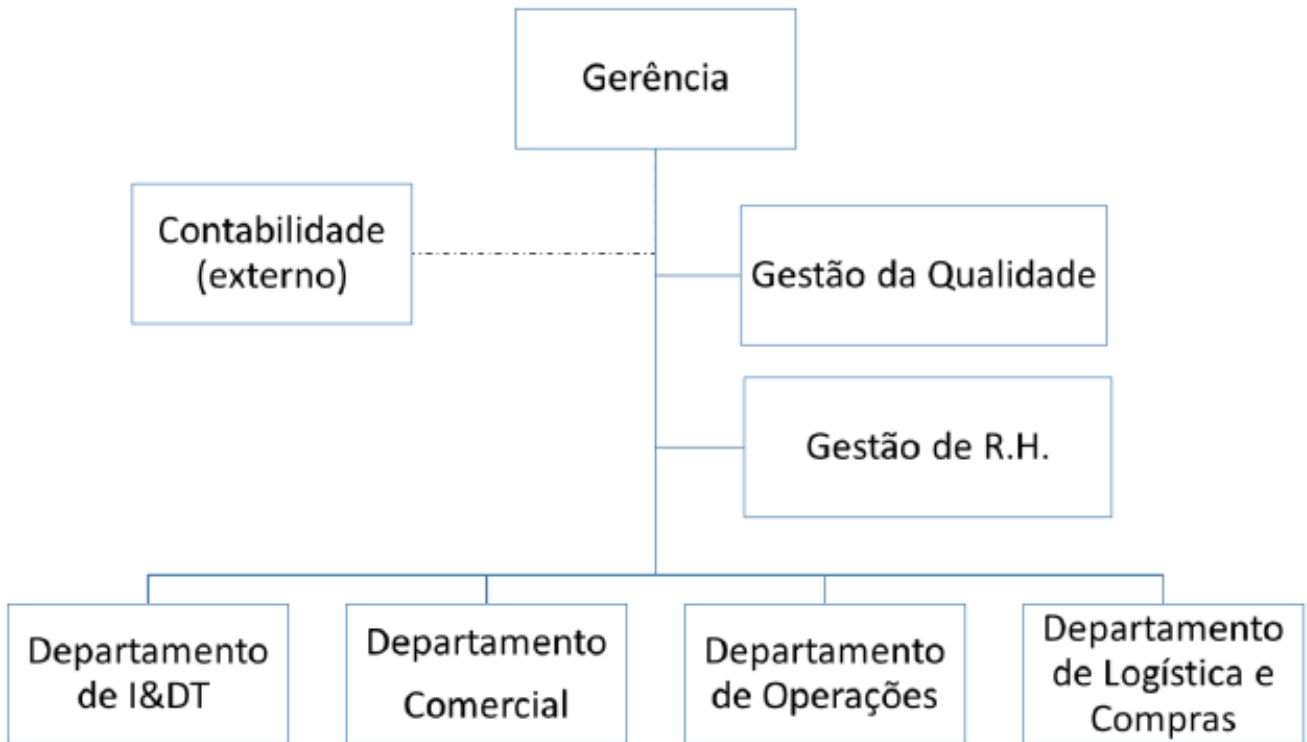 Gerência
Contabilidade
(externo)
Gestão da Qualidade
Gestão de R.H.
Departamento
de I&DT
Departamento
Comercial
Departamento
de Operações
Departamento
de Logística e
Compras